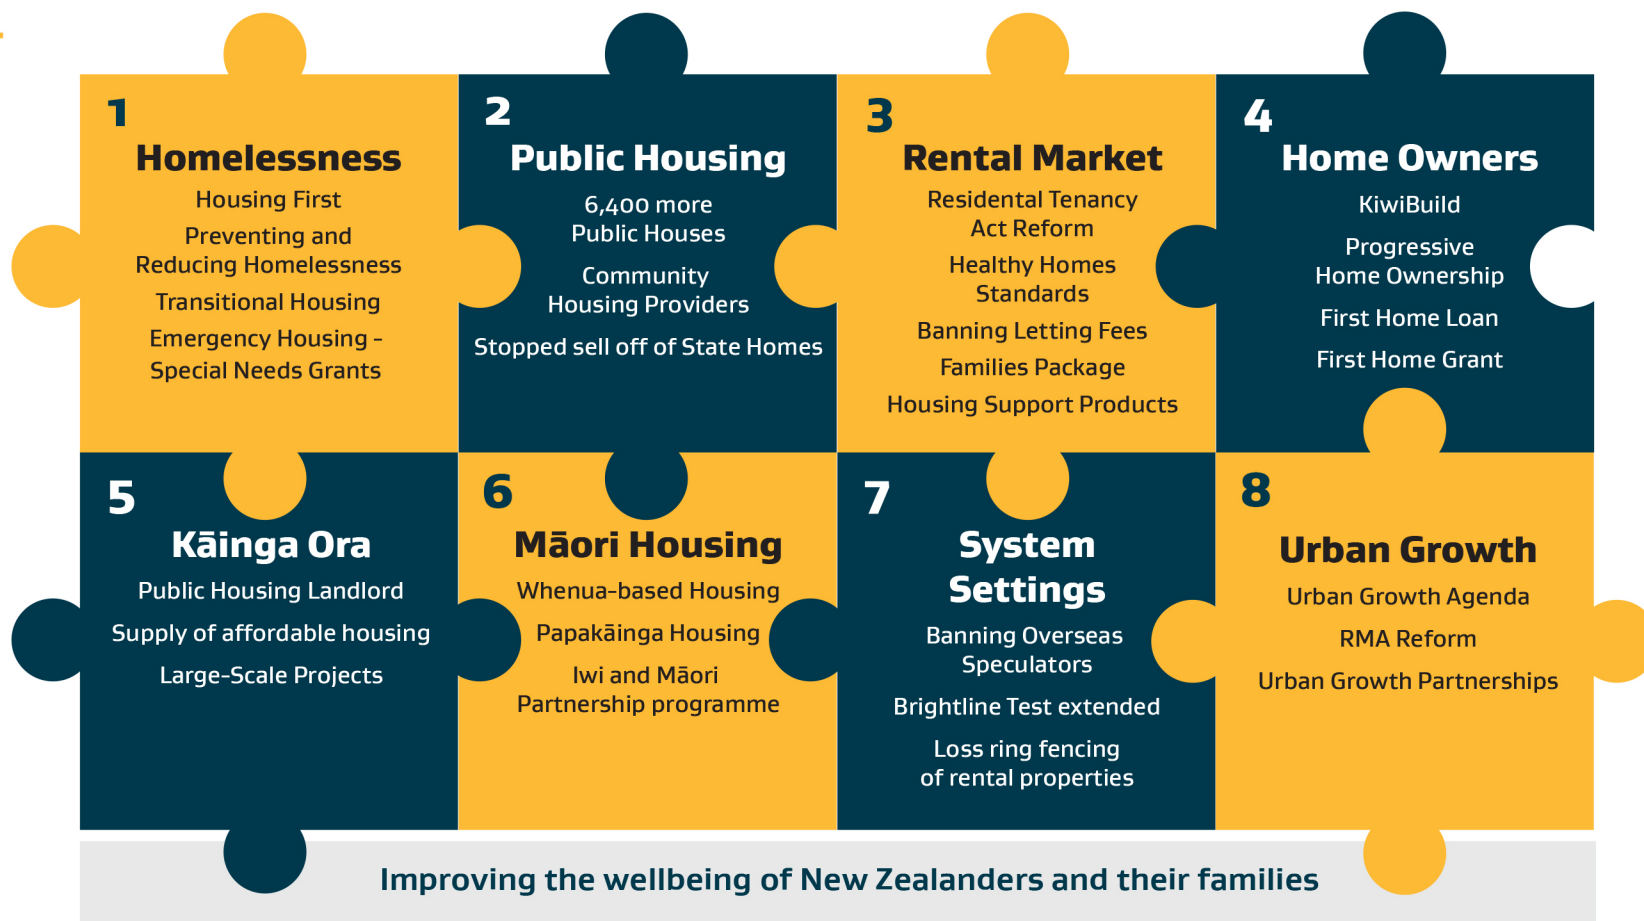 1
Homelessness
Housing First
Preventing and
Reducing Homelessness
Transitional Housing
Emergency Housing -
Special Needs Grants
2
Public Housing
6,400 more
Public Houses
Community
Housing Providers
Stopped sell off of State Homes
3
Rental Market
Residental Tenancy
Act Reform
Healthy Homes
Standards
Banning Letting Fees
Families Package
Housing Support Products
4
Home Owners
KiwiBuild
Progressive
Home Ownership
First Home Loan
First Home Grant
5
Kāinga Ora
Public Housing Landlord
Supply of affordable housing
Large-Scale Projects
6
Māori Housing
Whenua-based Housing
Papakāinga Housing
Iwi and Māori
Partnership programme
7
System
Settings
Banning Overseas
Speculators
Brightline Test extended
Loss ring fencing
of rental properties
8
Urban Growth
Urban Growth Agenda
RMA Reform
Urban Growth Partnerships
Improving the wellbeing of New Zealanders and their families